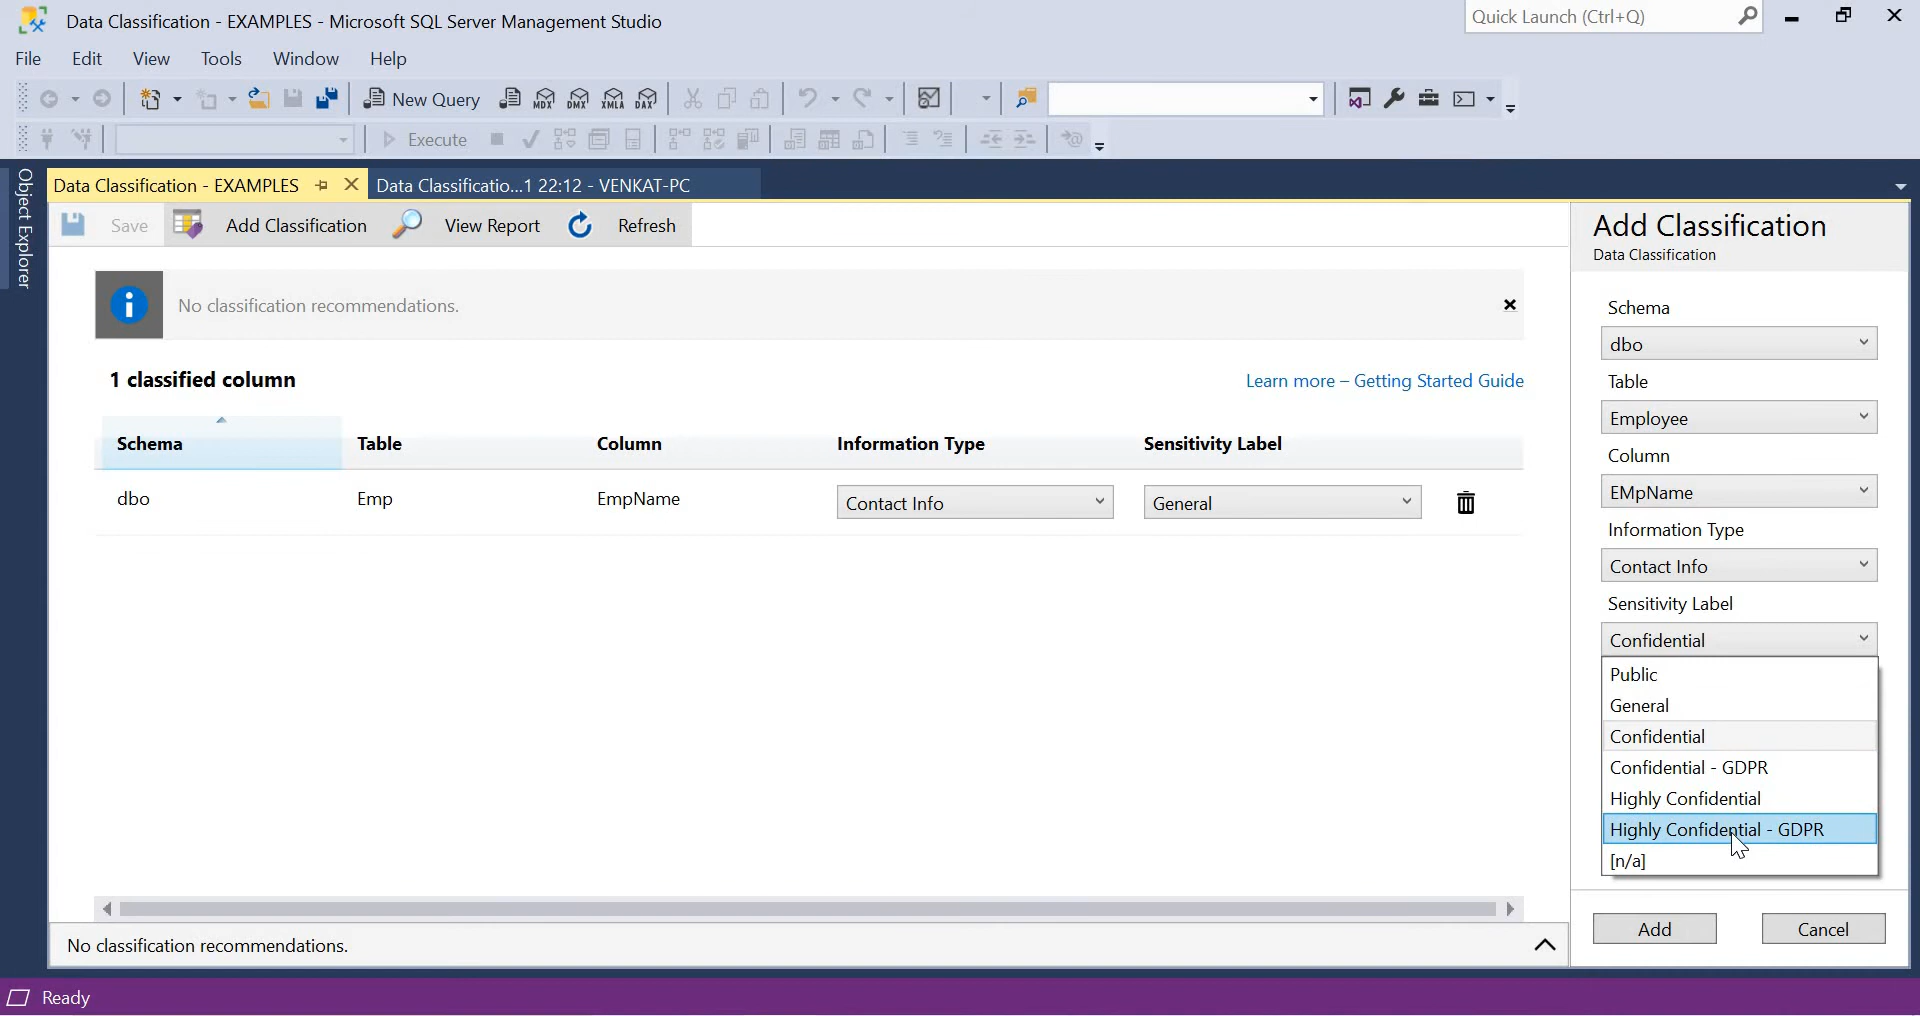 Data Classification - EXAMPLES - Microsoft SQL Server Management Studio
Quick Launch (Ctrl+Q)
File Edit View Tools Window Help
New Query MDX DMX XMLA DAX
Execute
Object Explorer
Data Classification - EXAMPLES
Data Classificatio...1 22:12 - VENKAT-PC
Save Add Classification View Report Refresh
No classification recommendations.
1 classified column
Learn more – Getting Started Guide
Schema Table Column Information Type Sensitivity Label
dbo Emp EmpName Contact Info General
No classification recommendations.
Add Classification
Data Classification
Schema
dbo
Table
Employee
Column
EMpName
Information Type
Contact Info
Sensitivity Label
Confidential
Public
General
Confidential
Confidential - GDPR
Highly Confidential
Highly Confidential - GDPR
[n/a]
Add Cancel
Ready